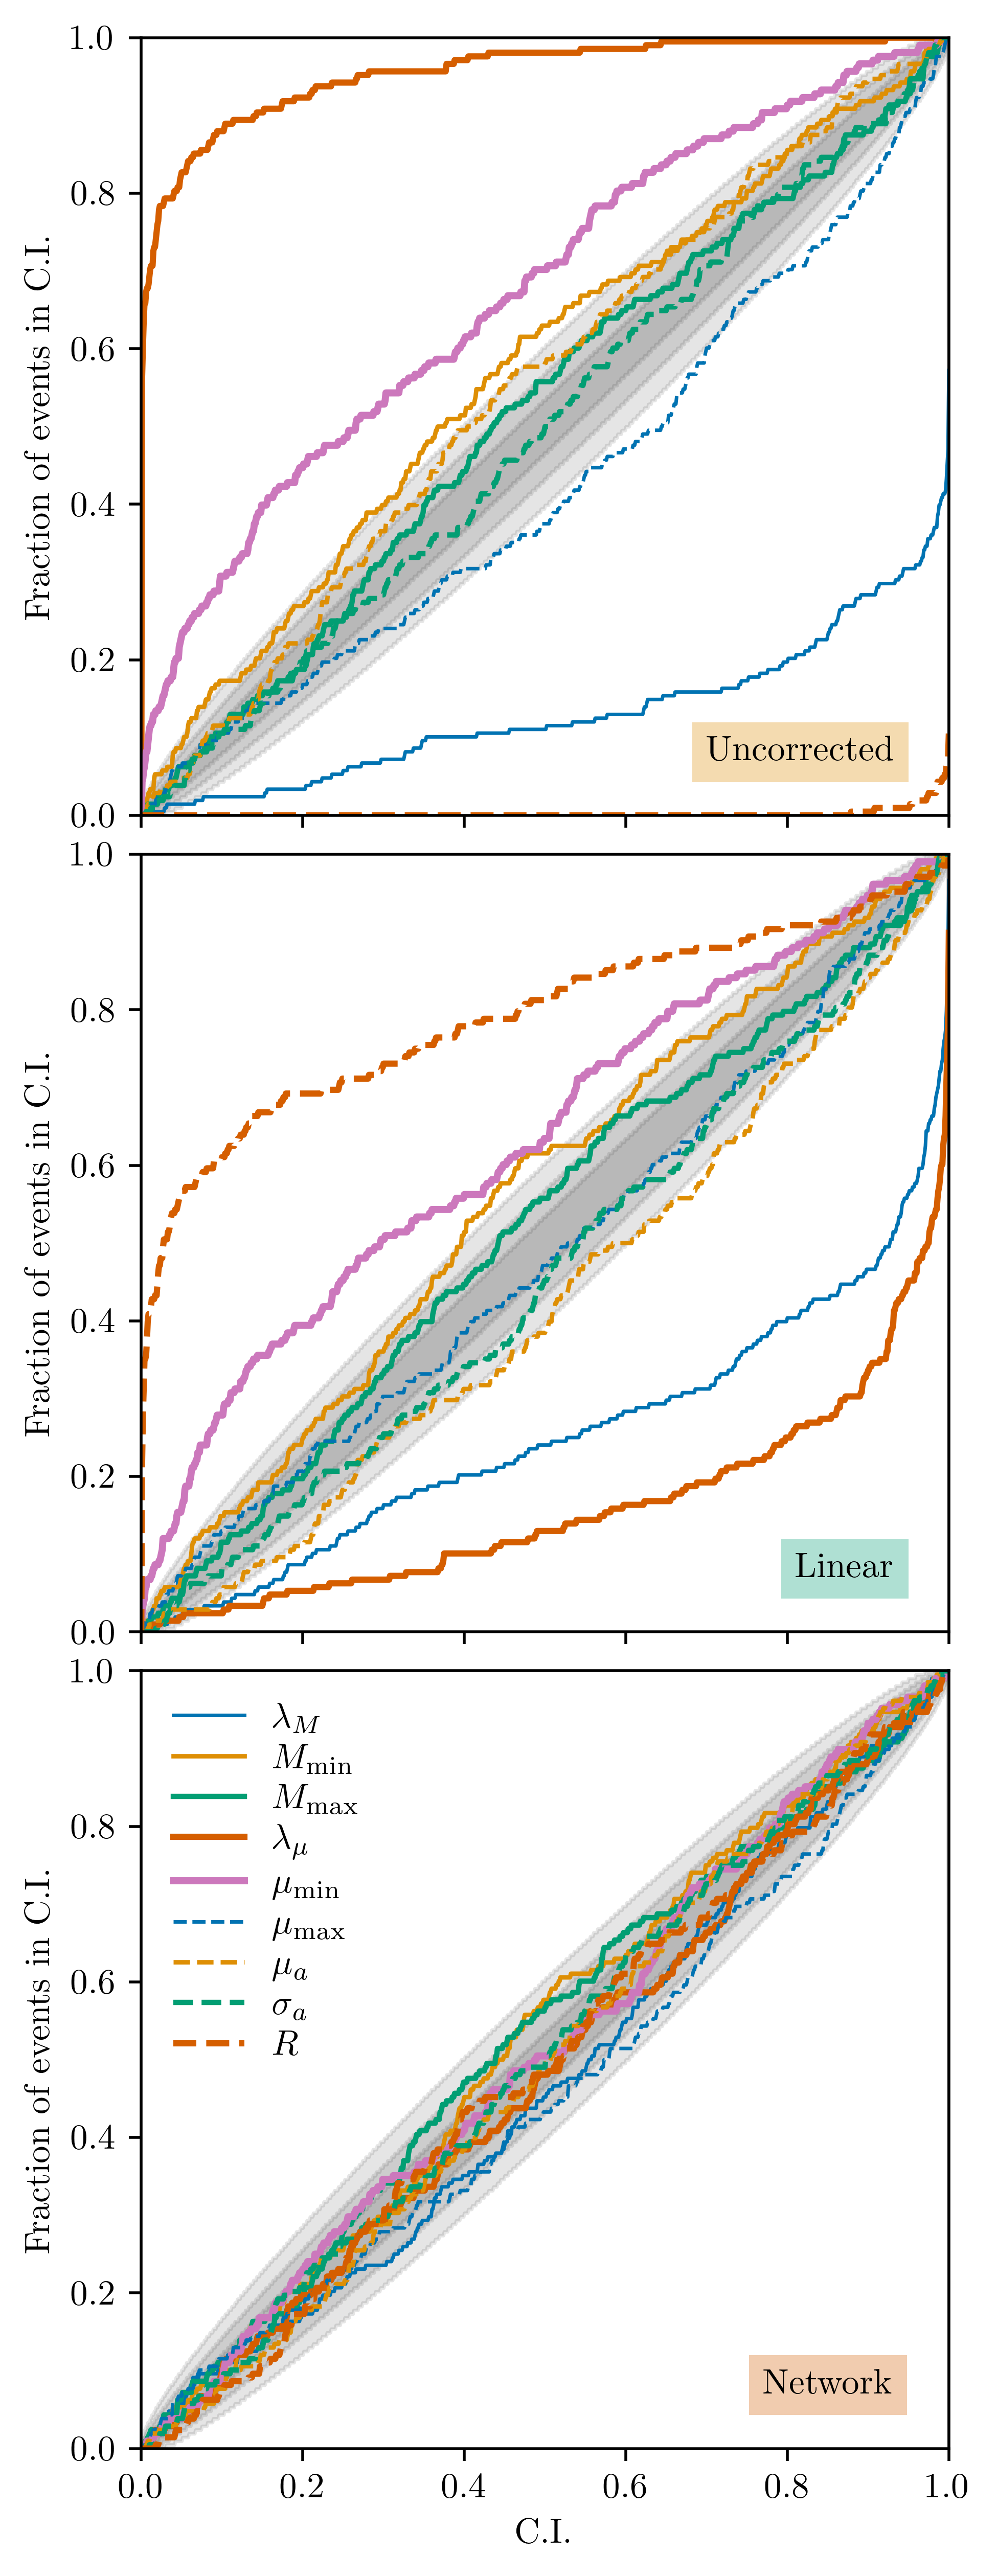 1.0
0.8
0.6
0.4
0.2
0.0
Fraction of events in C.I.
Uncorrected
1.0
0.8
0.6
0.4
0.2
0.0
Fraction of events in C.I.
Linear
1.0
0.8
0.6
0.4
0.2
0.0
Fraction of events in C.I.
λ_M
M_min
M_max
λ_μ
μ_min
μ_max
μ_a
σ_a
R
Network
0.0 0.2 0.4 0.6 0.8 1.0
C.I.